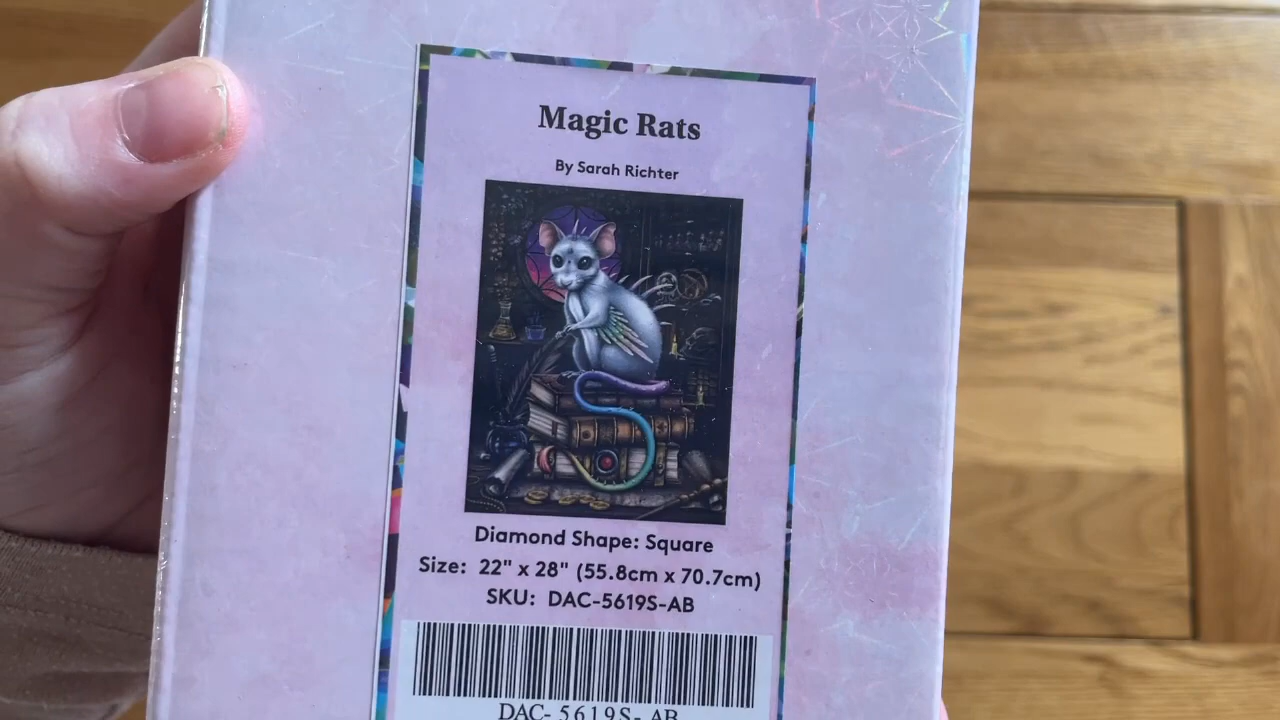 Magic Rats
By Sarah Richter
Diamond Shape: Square
Size: 22" x 28" (55.8cm x 70.7cm)
SKU: DAC-5619S-AB
DAC- 5619S- AB